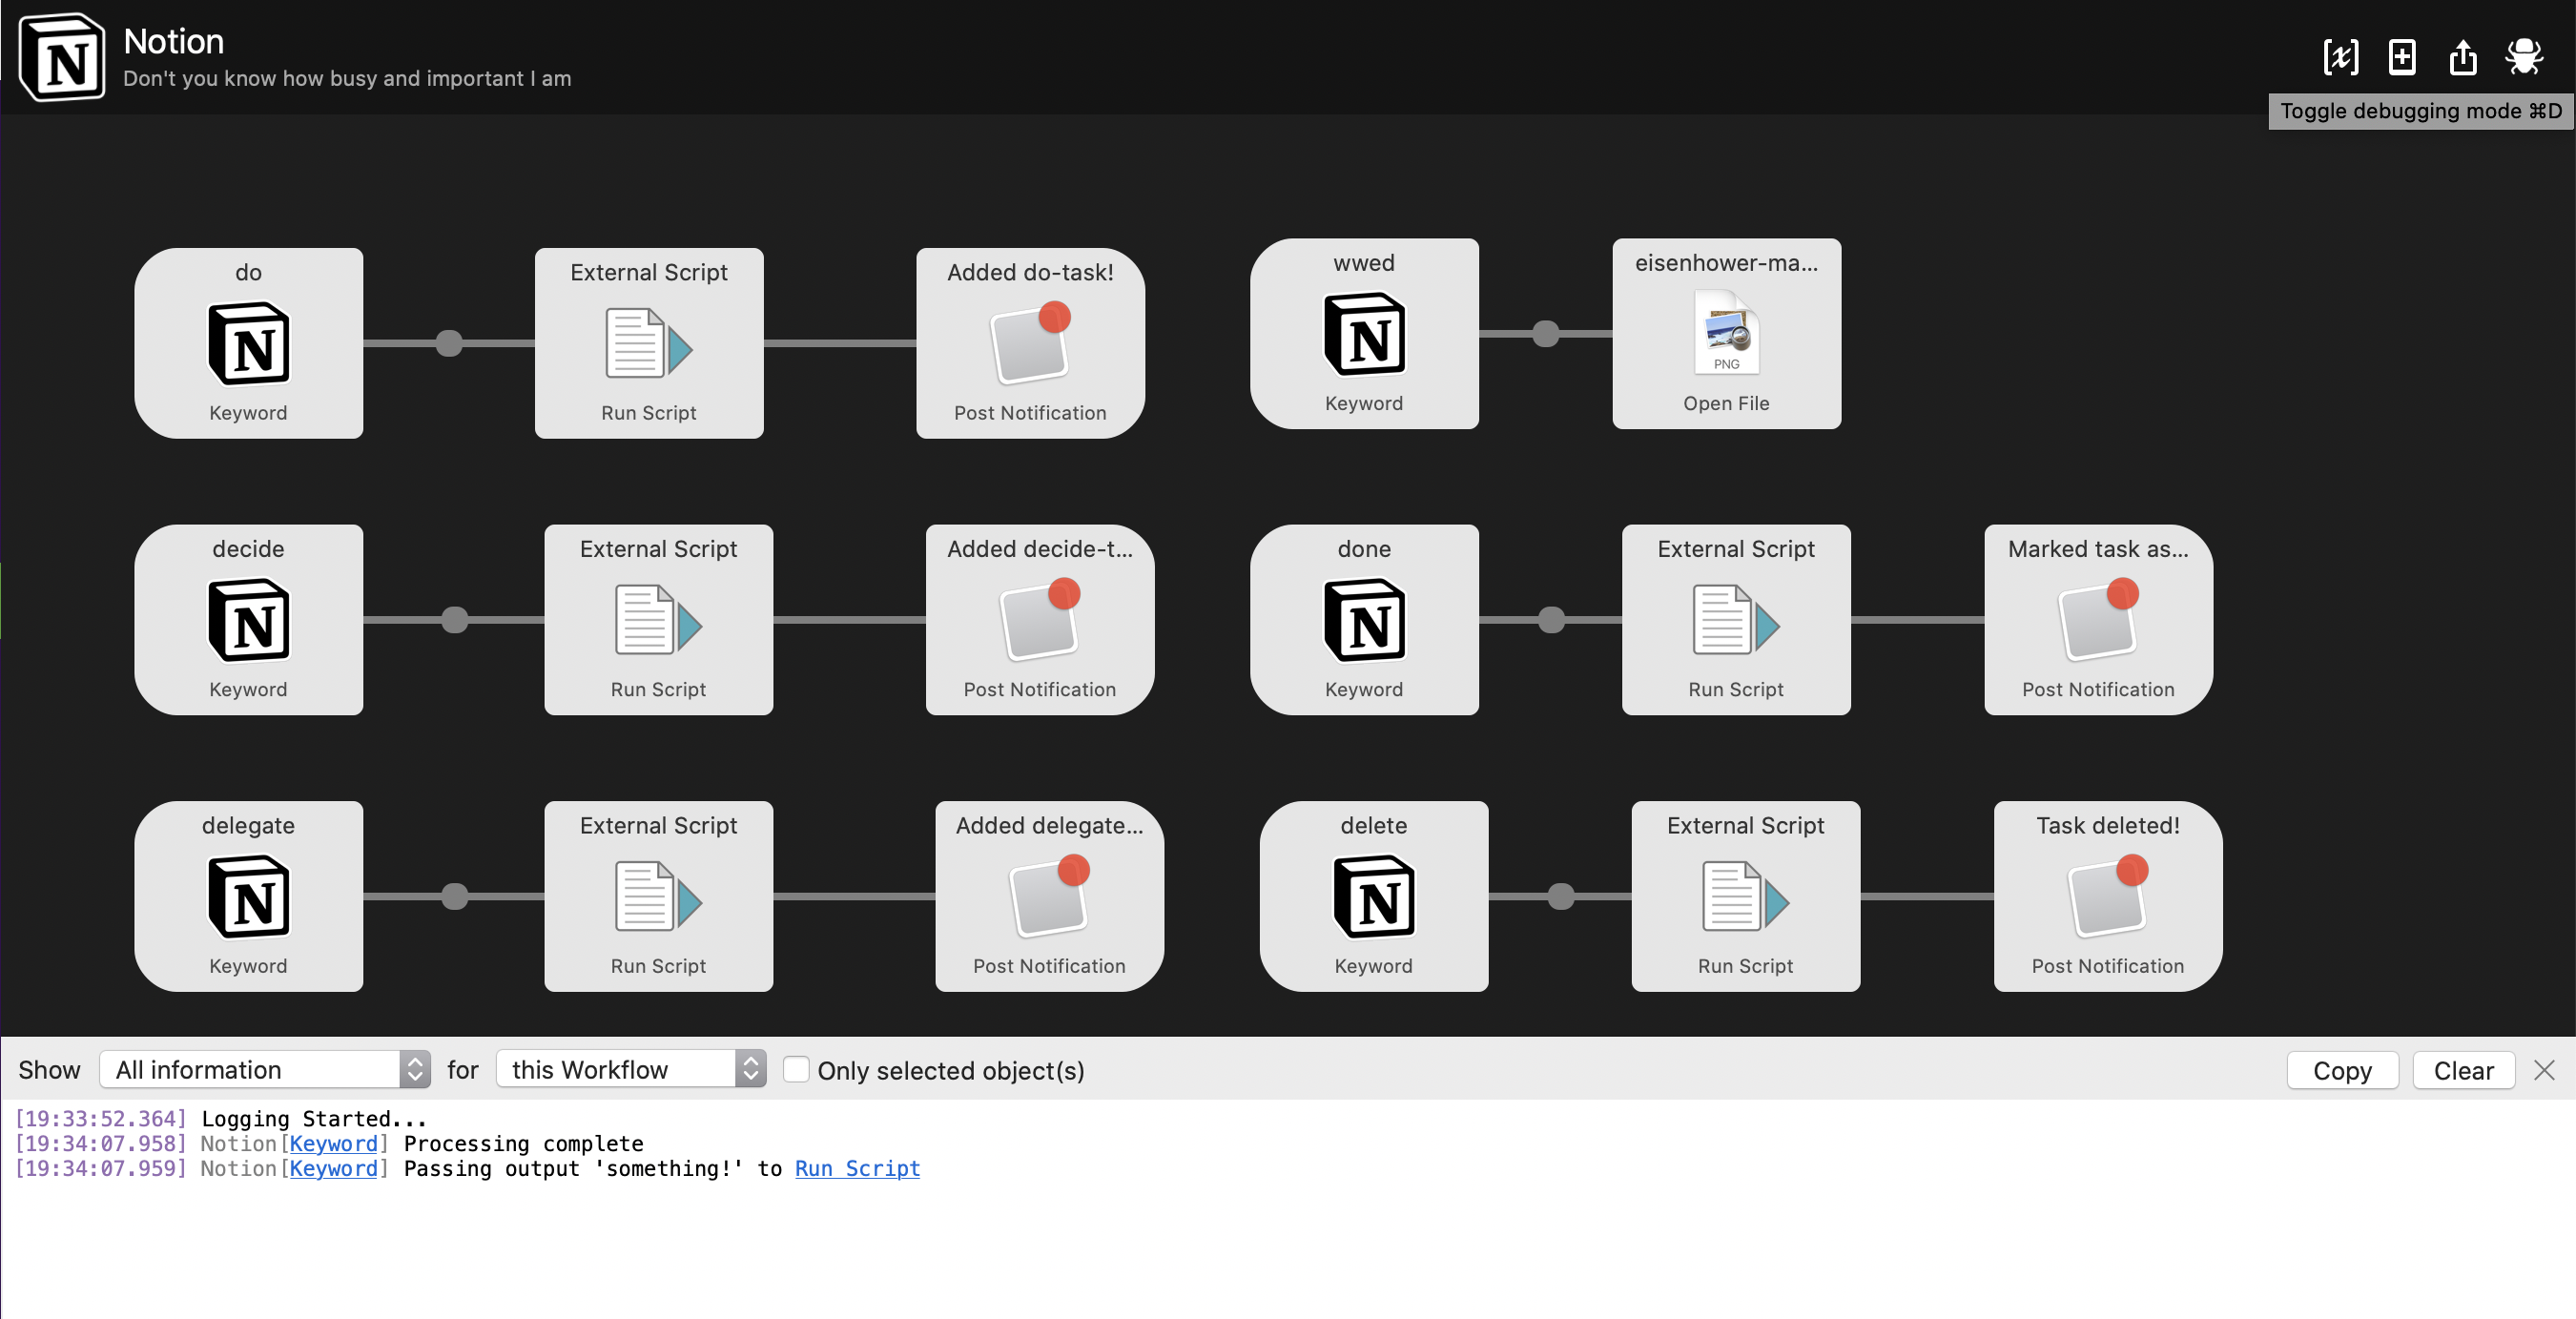 Notion
Don't you know how busy and important I am
Toggle debugging mode ⌘D
do
N
Keyword
External Script
Run Script
Added do-task!
Post Notification
wwed
N
Keyword
eisenhower-ma...
PNG
Open File
decide
N
Keyword
External Script
Run Script
Added decide-t...
Post Notification
done
N
Keyword
External Script
Run Script
Marked task as...
Post Notification
delegate
N
Keyword
External Script
Run Script
Added delegate...
Post Notification
delete
N
Keyword
External Script
Run Script
Task deleted!
Post Notification
Show All information for this Workflow Only selected object(s) Copy Clear
[19:33:52.364] Logging Started...
[19:34:07.958] Notion[Keyword] Processing complete
[19:34:07.959] Notion[Keyword] Passing output 'something!' to Run Script